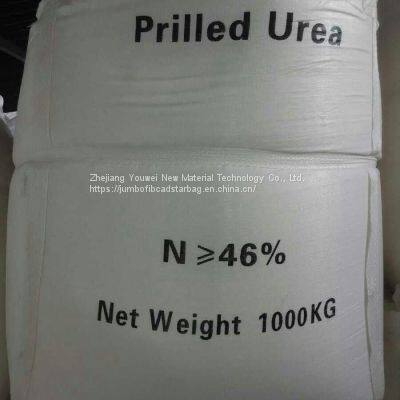 Prilled Urea
Zhejiang Youwei New Material Technology Co., Ltd.
https://jumbofibcadstarbag.en.china.cn/
N ≥46%
Net Weight 1000KG